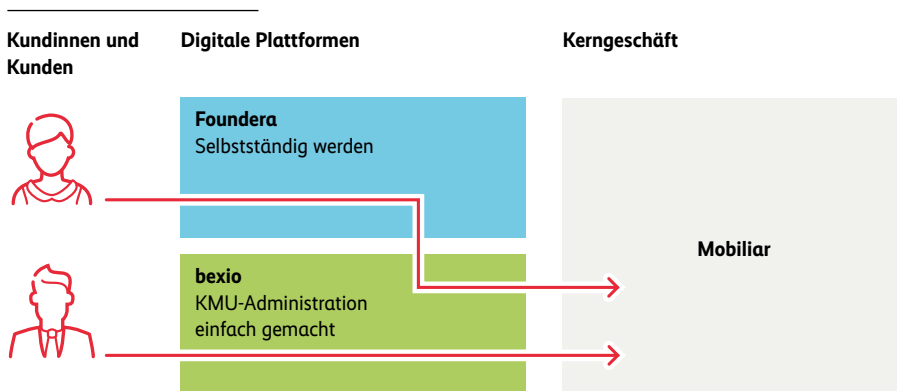 Kundinnen und
Kunden
Digitale Plattformen
Kerngeschäft
Foundera
Selbstständig werden
Mobiliar
bexio
KMU-Administration
einfach gemacht